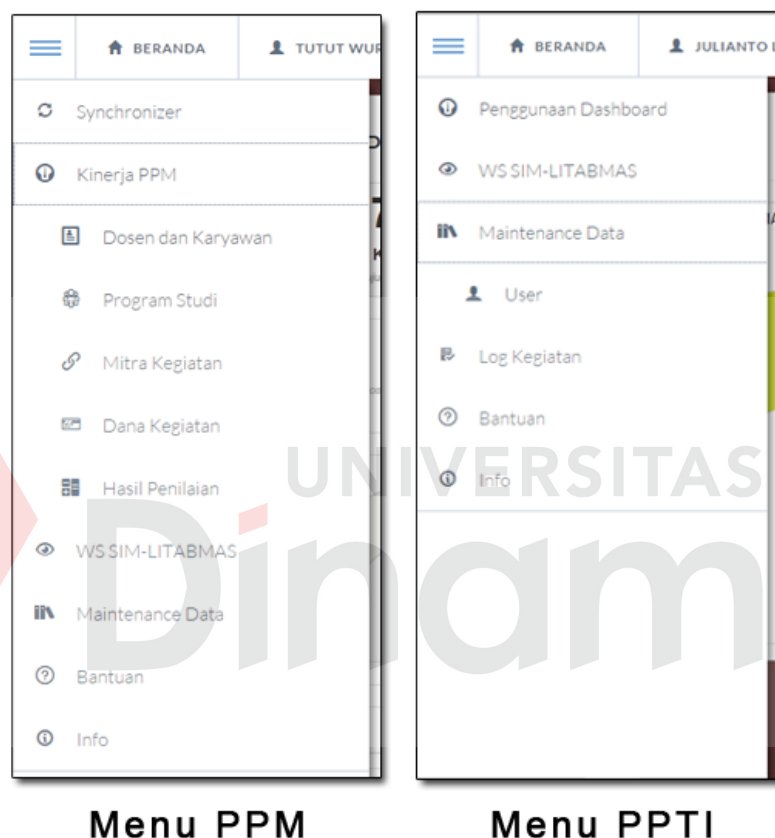 BERANDA
TUTUT
Synchronizer
Kinerja PPM
Dosen dan Karyawan
Program Studi
Mitra Kegiatan
Dana Kegiatan
Hasil Penilaian
WS SIM-LITABMAS
Maintenance Data
Bantuan
Info
Menu PPM
BERANDA
JULIANTO
Penggunaan Dashboard
WS SIM-LITABMAS
Maintenance Data
User
Log Kegiatan
Bantuan
Info
Menu PPTI
UNIVERSITAS
Dinam